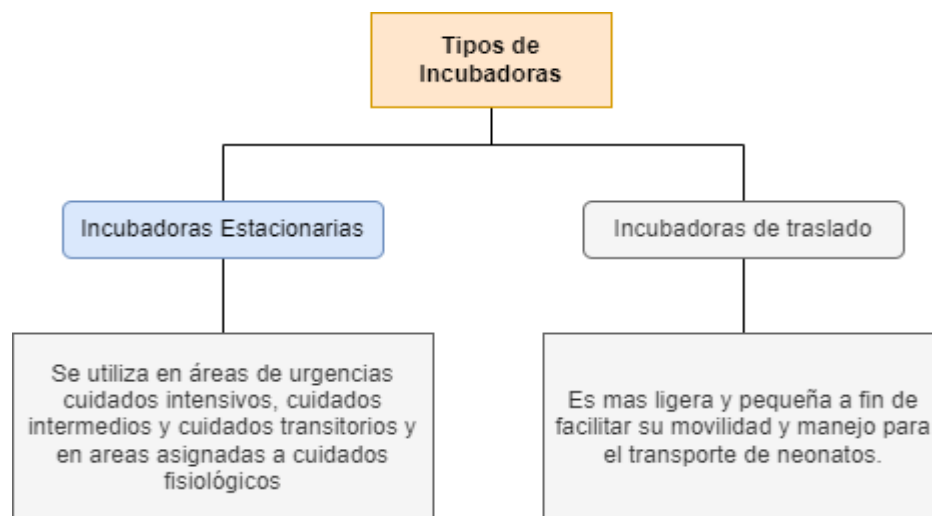 Tipos de
Incubadoras
Incubadoras Estacionarias
Incubadoras de traslado
Se utiliza en áreas de urgencias
cuidados intensivos, cuidados
intermedios y cuidados transitorios y
en areas asignadas a cuidados
fisiológicos
Es mas ligera y pequeña a fin de
facilitar su movilidad y manejo para
el transporte de neonatos.